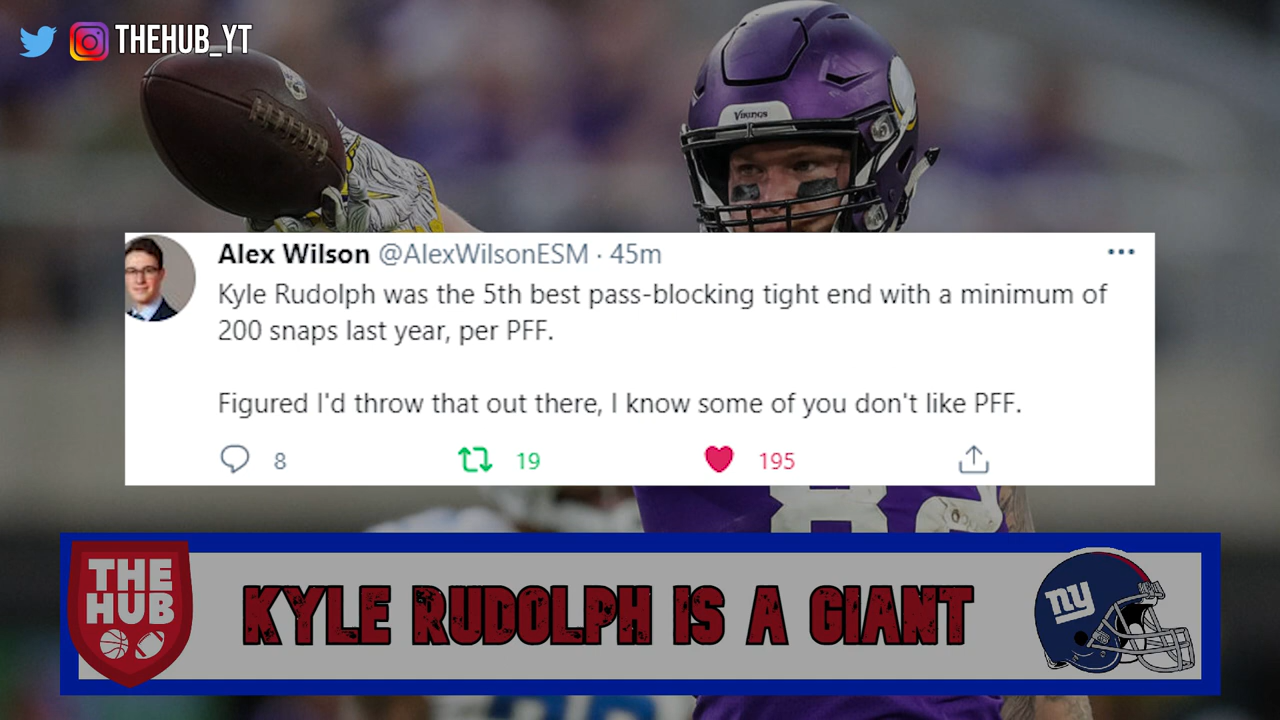 THEHUB_YT
VIKINGS
Alex Wilson @AlexWilsonESM · 45m
Kyle Rudolph was the 5th best pass-blocking tight end with a minimum of
200 snaps last year, per PFF.
Figured I'd throw that out there, I know some of you don't like PFF.
8 19 195
82
THE
HUB
KYLE RUDOLPH IS A GIANT
ny